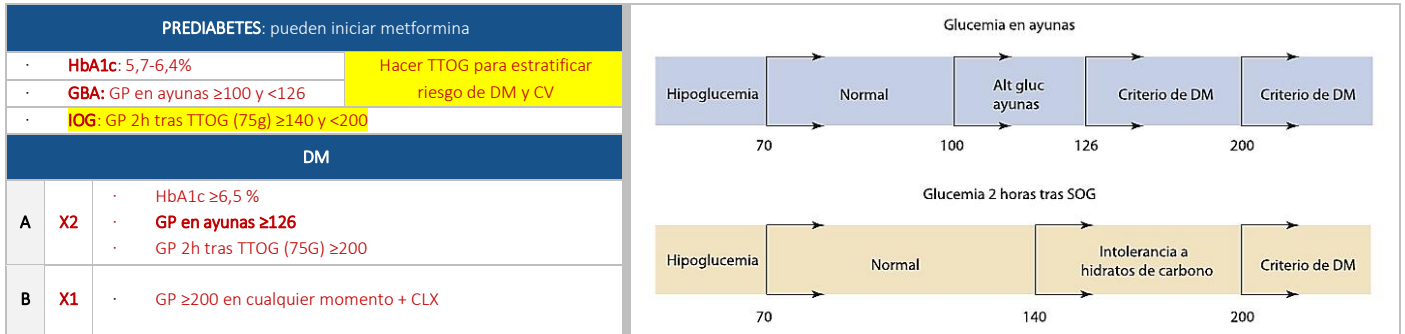 PREDIABETES: pueden iniciar metformina
· HbA1c: 5,7-6,4%
· GBA: GP en ayunas ≥100 y <126
Hacer TTOG para estratificar
riesgo de DM y CV
· IOG: GP 2h tras TTOG (75g) ≥140 y <200
DM
A
X2
· HbA1c ≥6,5 %
· GP en ayunas ≥126
· GP 2h tras TTOG (75G) ≥200
B
X1
· GP ≥200 en cualquier momento + CLX
Glucemia en ayunas
Hipoglucemia
Normal
Alt gluc
ayunas
Criterio de DM
Criterio de DM
70
100
126
200
Glucemia 2 horas tras SOG
Hipoglucemia
Normal
Intolerancia a
hidratos de carbono
Criterio de DM
70
140
200